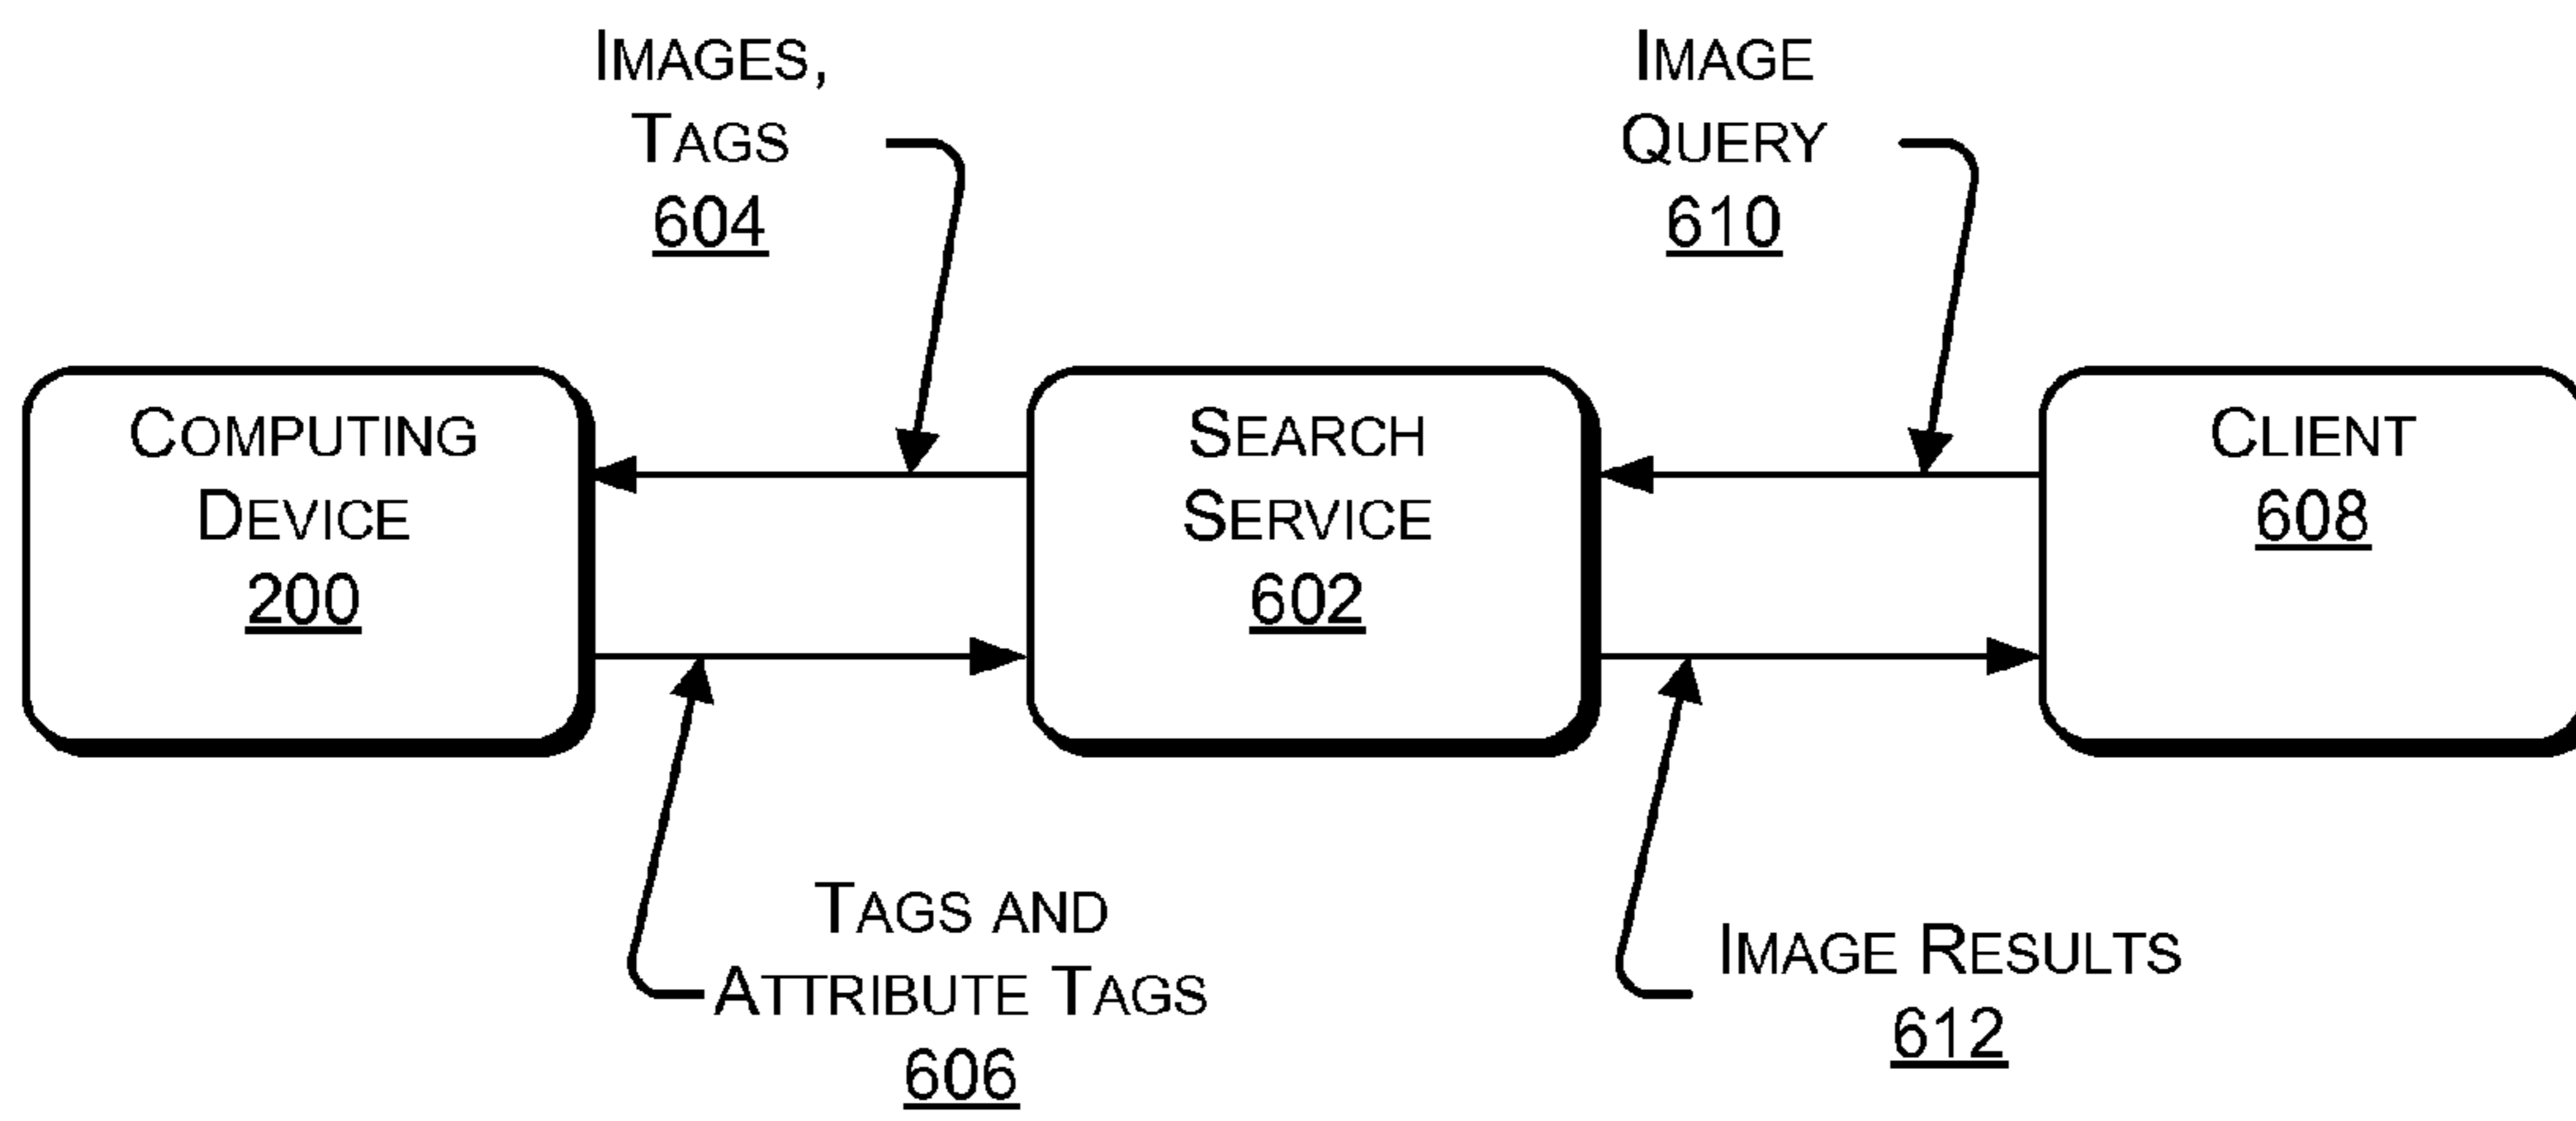 IMAGES,
TAGS
604
IMAGE
QUERY
610
COMPUTING
DEVICE
200
SEARCH
SERVICE
602
CLIENT
608
TAGS AND
ATTRIBUTE TAGS
606
IMAGE RESULTS
612